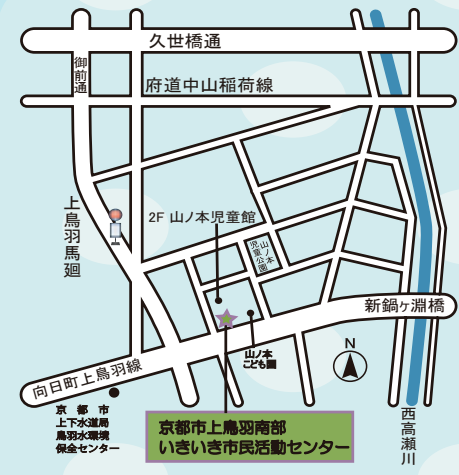 久世橋通
御前通
府道中山稲荷線
上鳥羽馬廻
2F 山ノ本児童館
山ノ本
児童公園
新鍋ヶ淵橋
山ノ本
こども園
N
向日町上鳥羽線
京都市
上下水道局
鳥羽水環境
保全センター
京都市上鳥羽南部
いきいき市民活動センター
西高瀬川